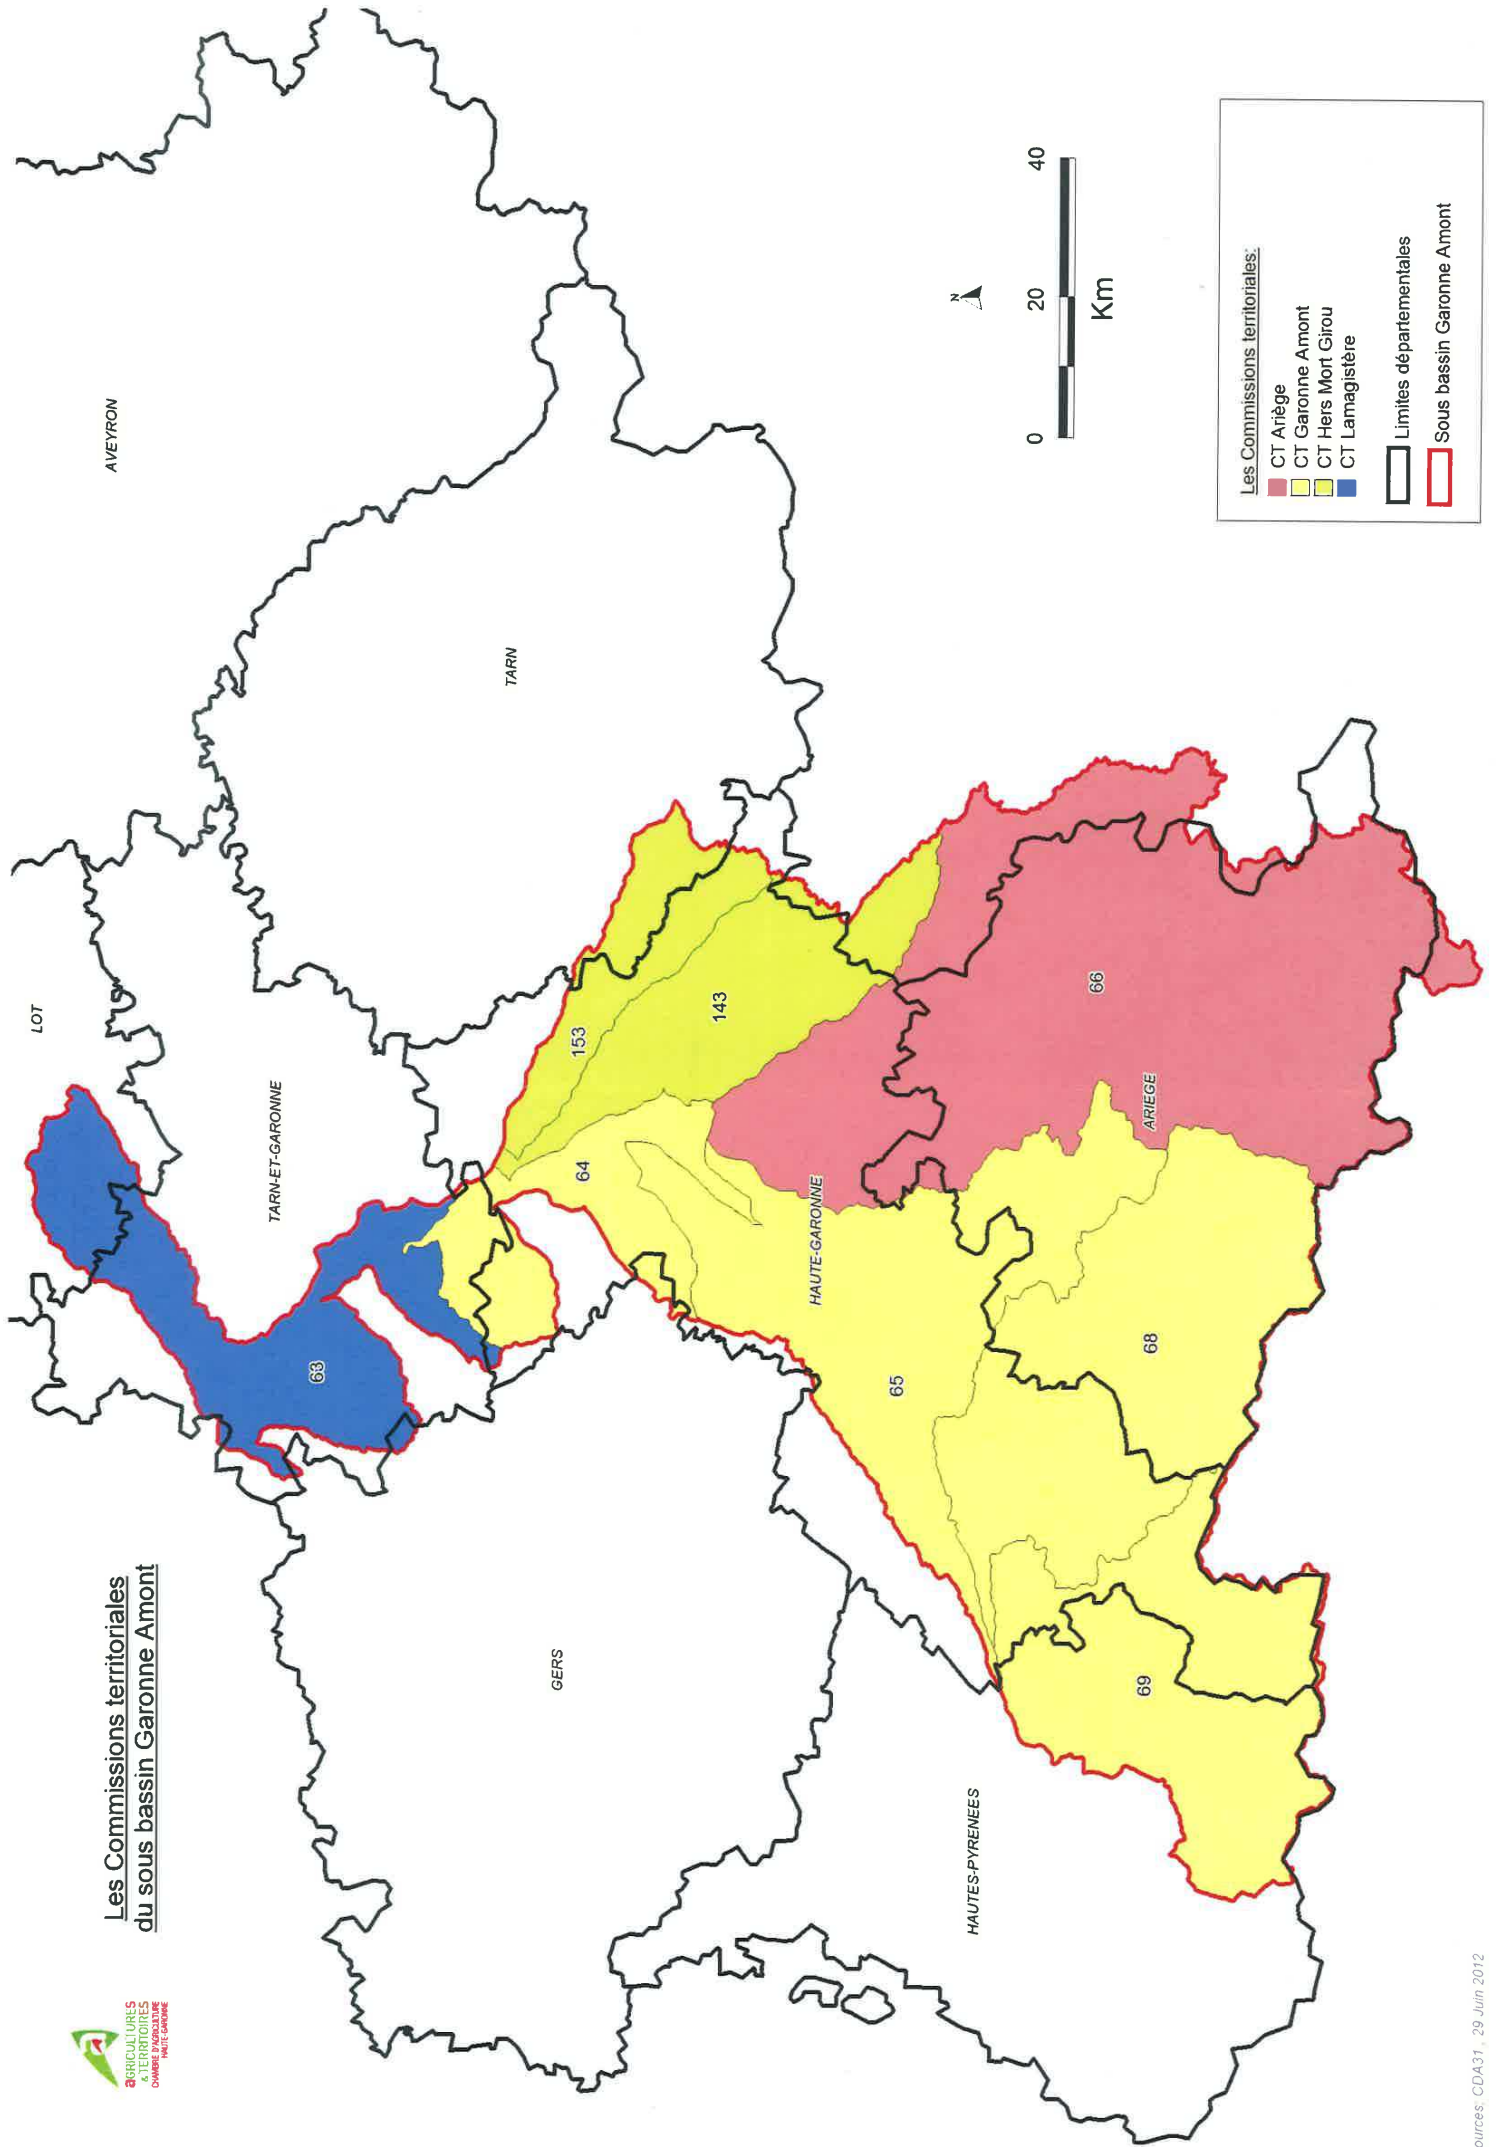 aGRICULTURES
& TERRITOIRES
CHAMBRE D'AGRICULTURE
HAUTE-GARONNE
Les Commissions territoriales
du sous bassin Garonne Amont
LOT
AVEYRON
TARN-ET-GARONNE
63
TARN
GERS
153
64
143
HAUTE-GARONNE
65
HAUTES-PYRENEES
66
ARIEGE
68
69
N
0
20
40
Km
Les Commissions territoriales:
CT Ariège
CT Garonne Amont
CT Hers Mort Girou
CT Lamagistère
Limites départementales
Sous bassin Garonne Amont
ources: CDA31, 29 Juin 2012